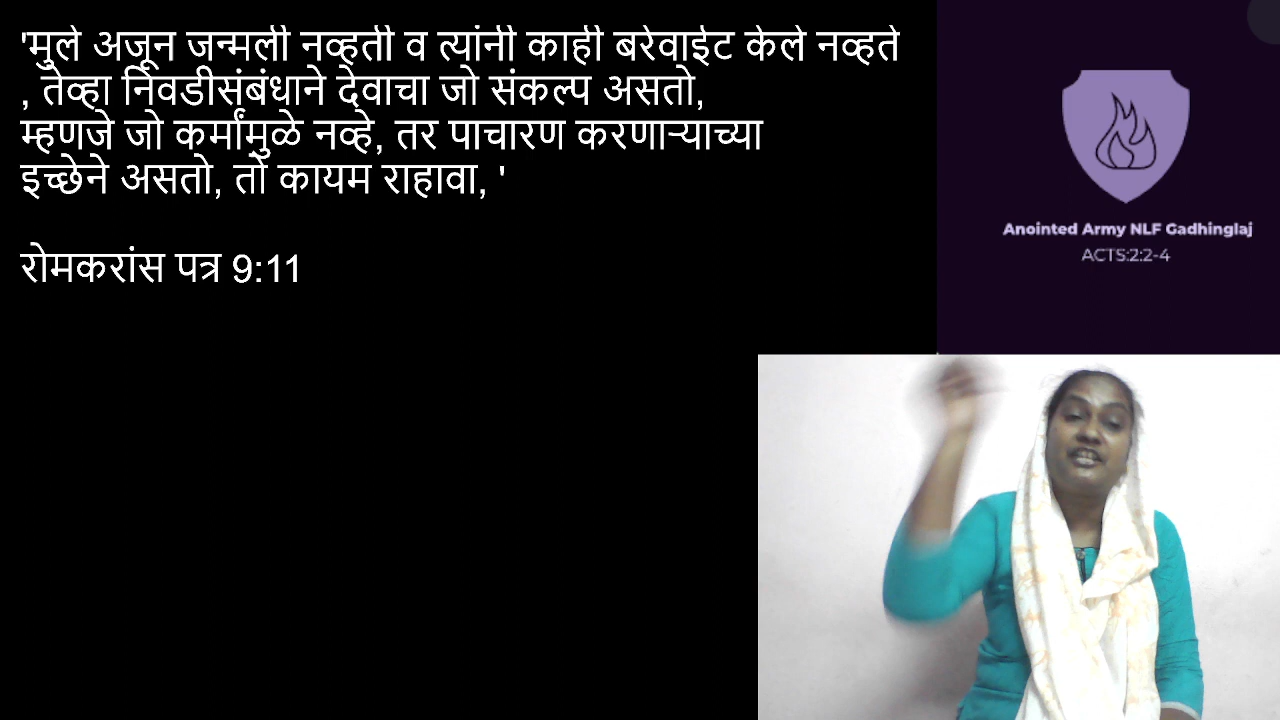 'मुले अजून जन्मली नव्हती व त्यांनी काही बरेवाईट केले नव्हते
, तेव्हा निवडीसंबंधाने देवाचा जो संकल्प असतो,
म्हणजे जो कर्मांमुळे नव्हे, तर पाचारण करणार्‍याच्या
इच्छेने असतो, तो कायम राहावा, '
रोमकरांस पत्र 9:11
Anointed Army NLF Gadhinglaj
ACTS:2:2-4